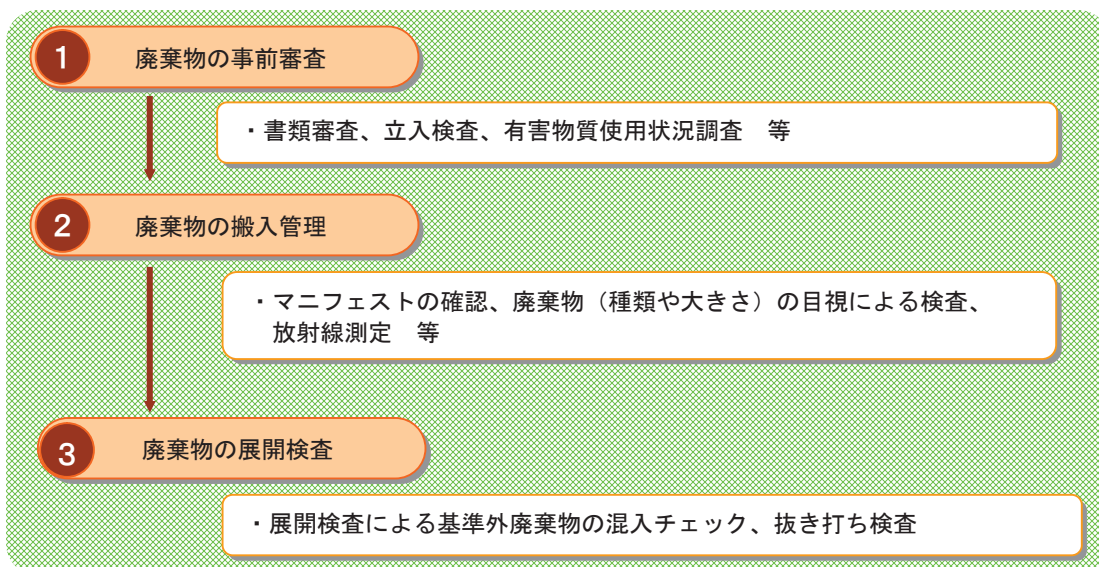 1 廃棄物の事前審査
・書類審査、立入検査、有害物質使用状況調査　等
2 廃棄物の搬入管理
・マニフェストの確認、廃棄物（種類や大きさ）の目視による検査、
放射線測定　等
3 廃棄物の展開検査
・展開検査による基準外廃棄物の混入チェック、抜き打ち検査